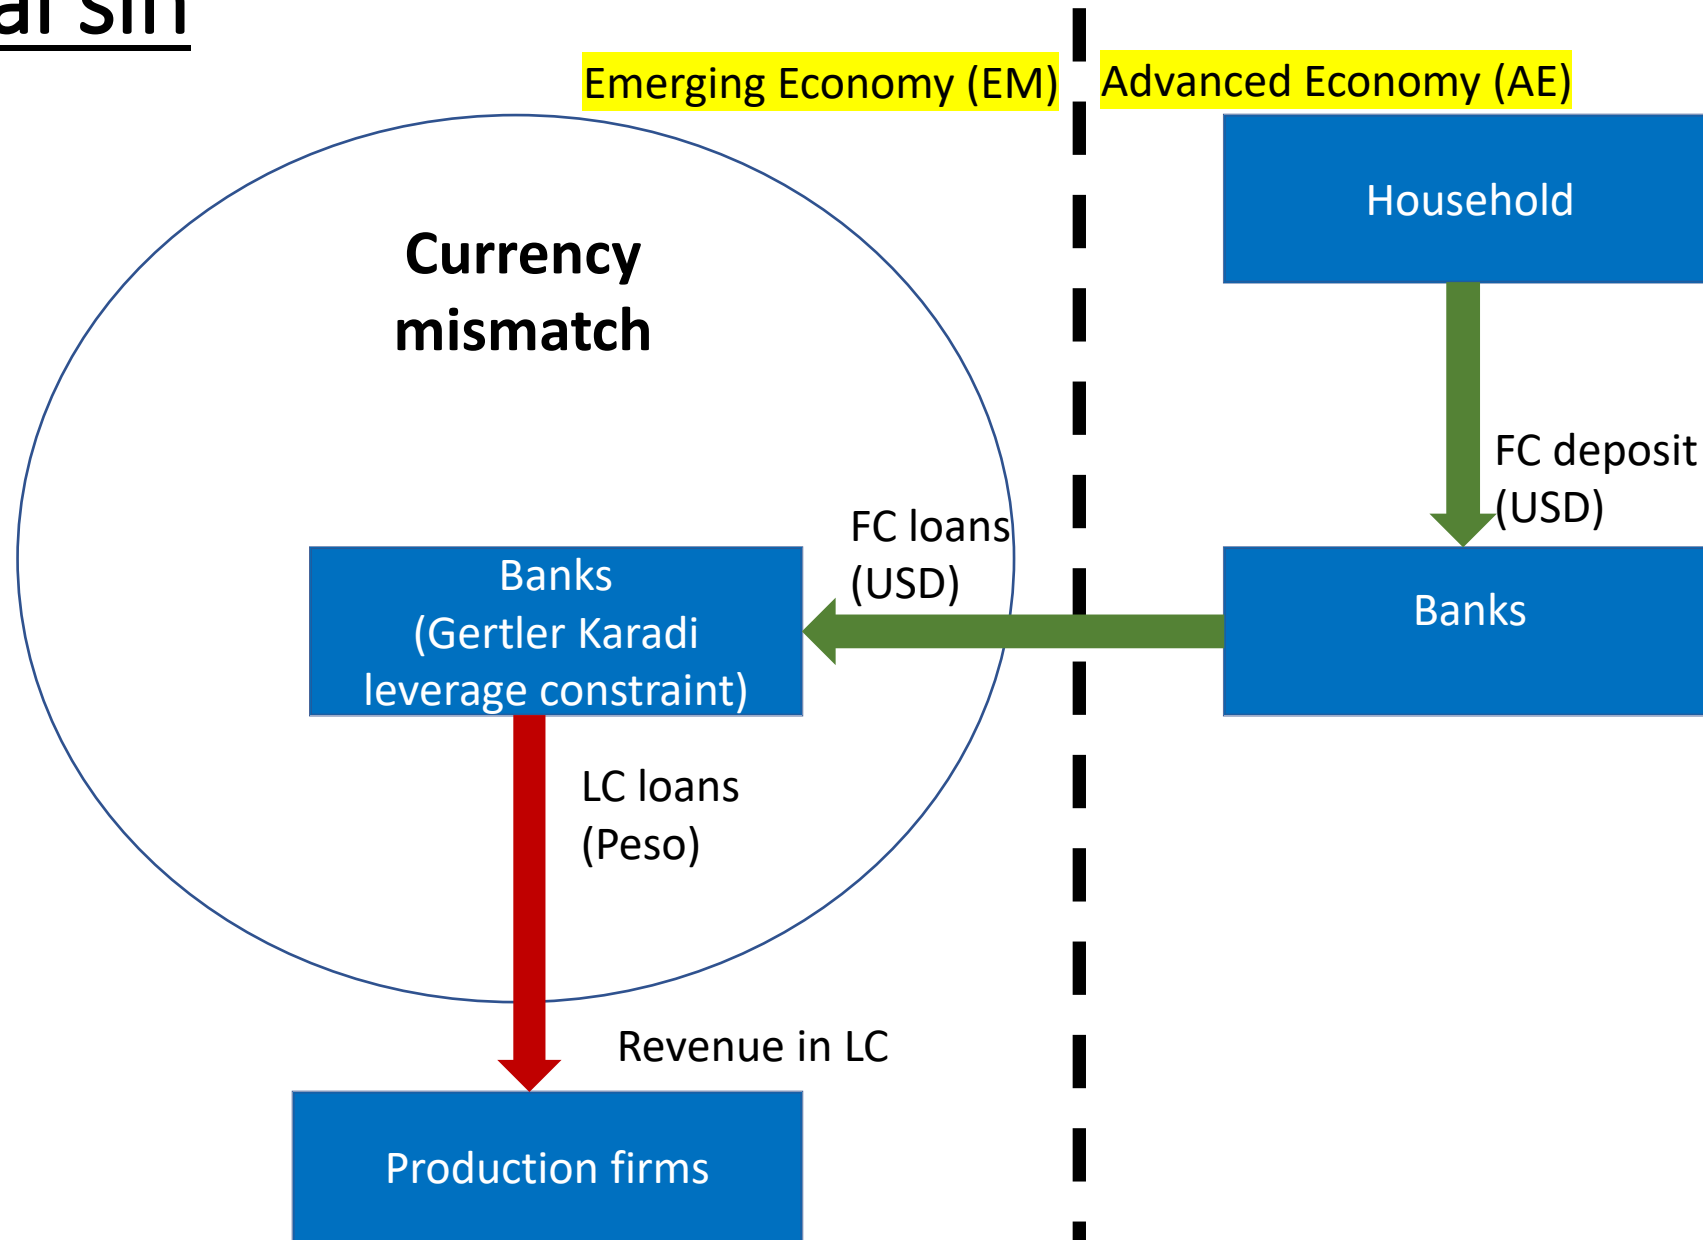 sin
Emerging Economy (EM)
Advanced Economy (AE)
Household
Currency
mismatch
FC deposit
(USD)
FC loans
(USD)
Banks
(Gertler Karadi
leverage constraint)
Banks
LC loans
(Peso)
Revenue in LC
Production firms